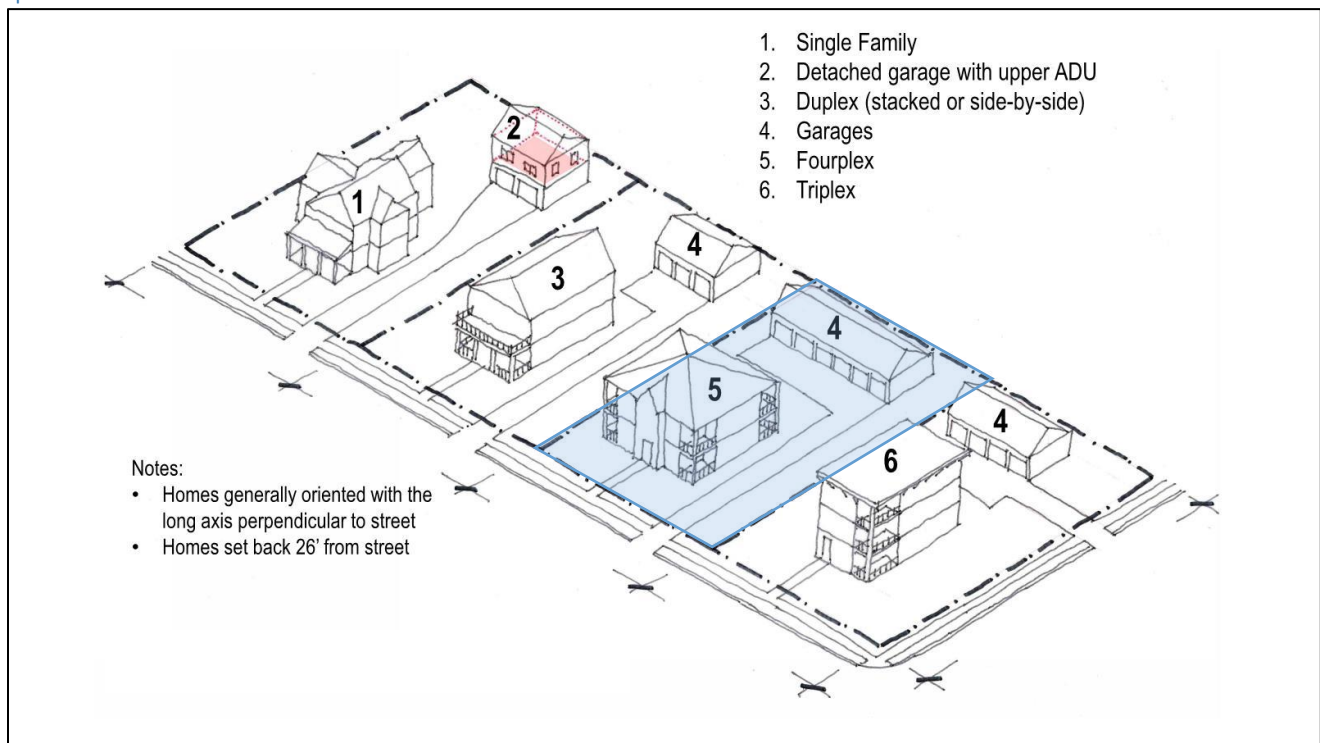 1. Single Family
2. Detached garage with upper ADU
3. Duplex (stacked or side-by-side)
4. Garages
5. Fourplex
6. Triplex
2
1
4
3
4
5
4
6
Notes:
• Homes generally oriented with the
long axis perpendicular to street
• Homes set back 26’ from street